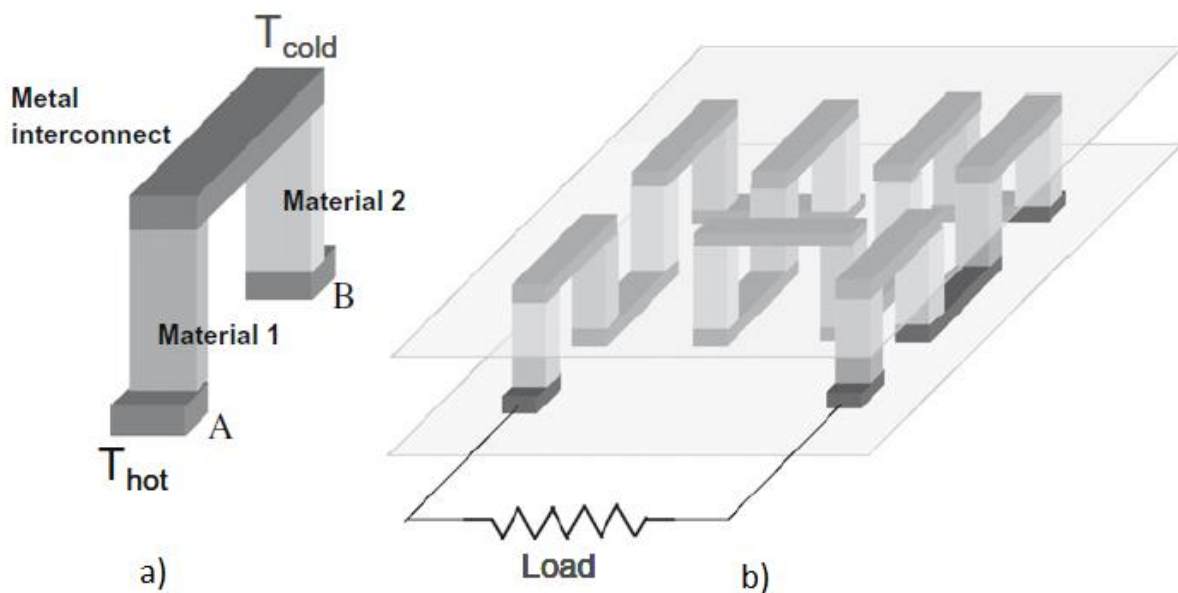 T_cold
Metal
interconnect
Material 2
B
Material 1
A
T_hot
Load
a)
b)